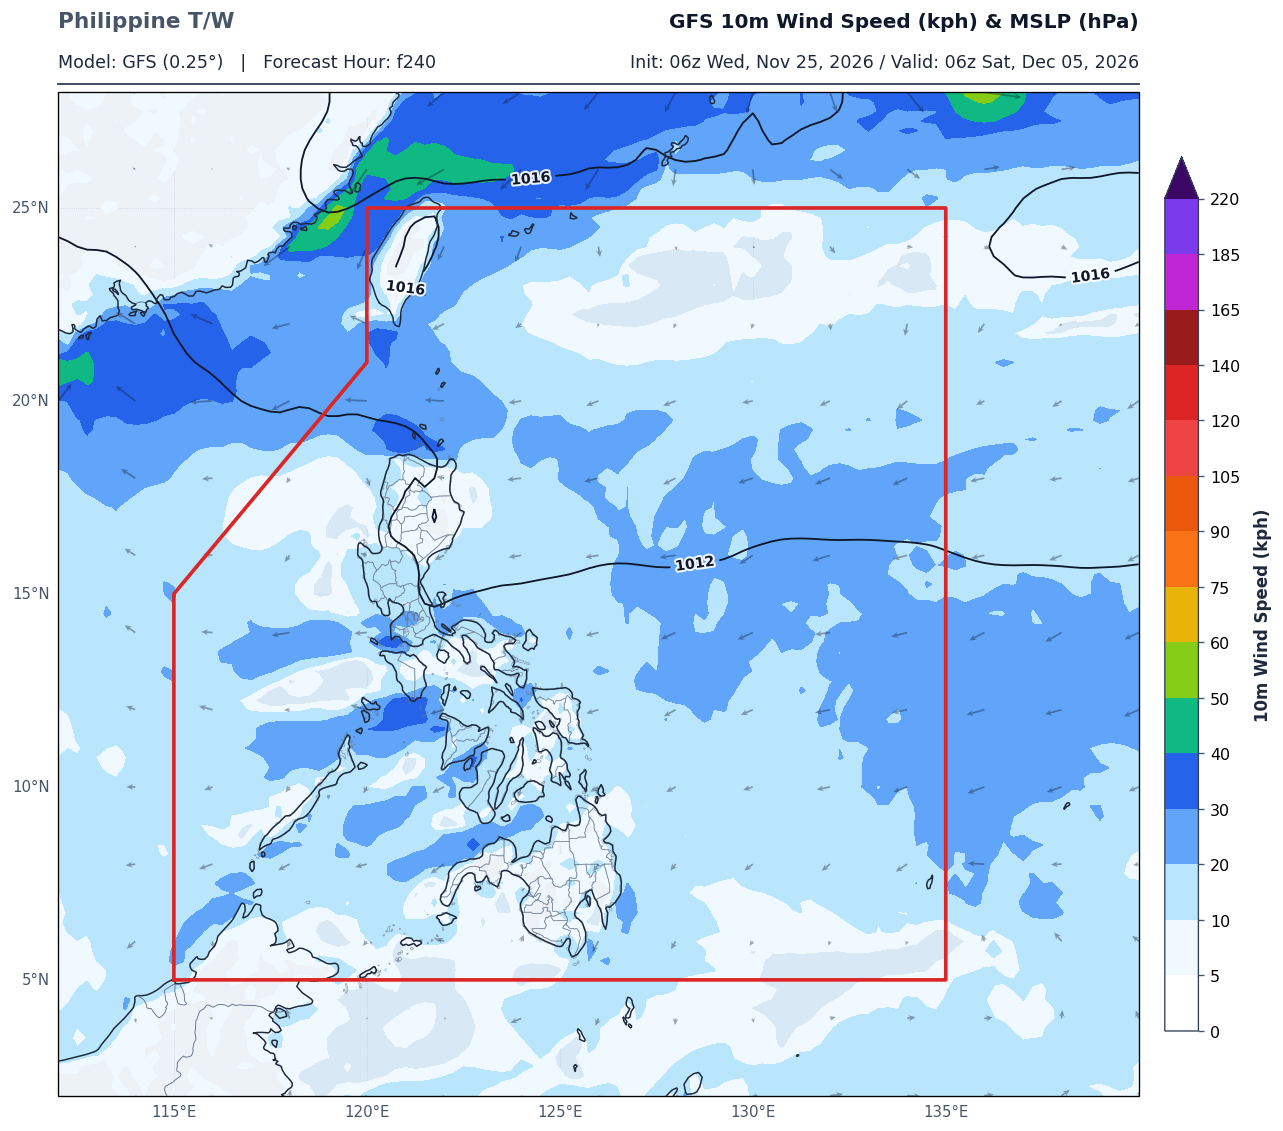 Philippine T/W
GFS 10m Wind Speed (kph) & MSLP (hPa)
Model: GFS (0.25°) | Forecast Hour: f240
Init: 06z Wed, Nov 25, 2026 / Valid: 06z Sat, Dec 05, 2026
1016
1016
1016
1012
25°N
20°N
15°N
10°N
5°N
115°E
120°E
125°E
130°E
135°E
220
185
165
140
120
105
90
75
60
50
40
30
20
10
5
0
10m Wind Speed (kph)